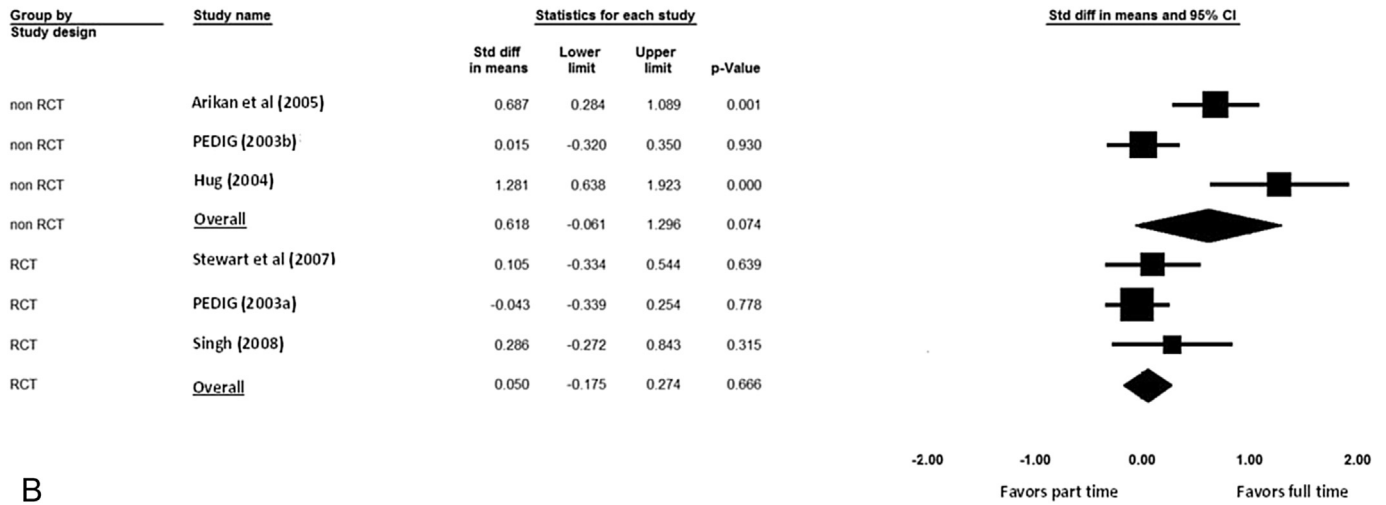 Group by Study name Statistics for each study Std diff in means and 95% CI
Study design
Std diff Lower Upper
in means limit limit p-Value
non RCT Arikan et al (2005) 0.687 0.284 1.089 0.001
non RCT PEDIG (2003b) 0.015 -0.320 0.350 0.930
non RCT Hug (2004) 1.281 0.638 1.923 0.000
non RCT Overall 0.618 -0.061 1.296 0.074
RCT Stewart et al (2007) 0.105 -0.334 0.544 0.639
RCT PEDIG (2003a) -0.043 -0.339 0.254 0.778
RCT Singh (2008) 0.286 -0.272 0.843 0.315
RCT Overall 0.050 -0.175 0.274 0.666
-2.00 -1.00 0.00 1.00 2.00
B Favors part time Favors full time